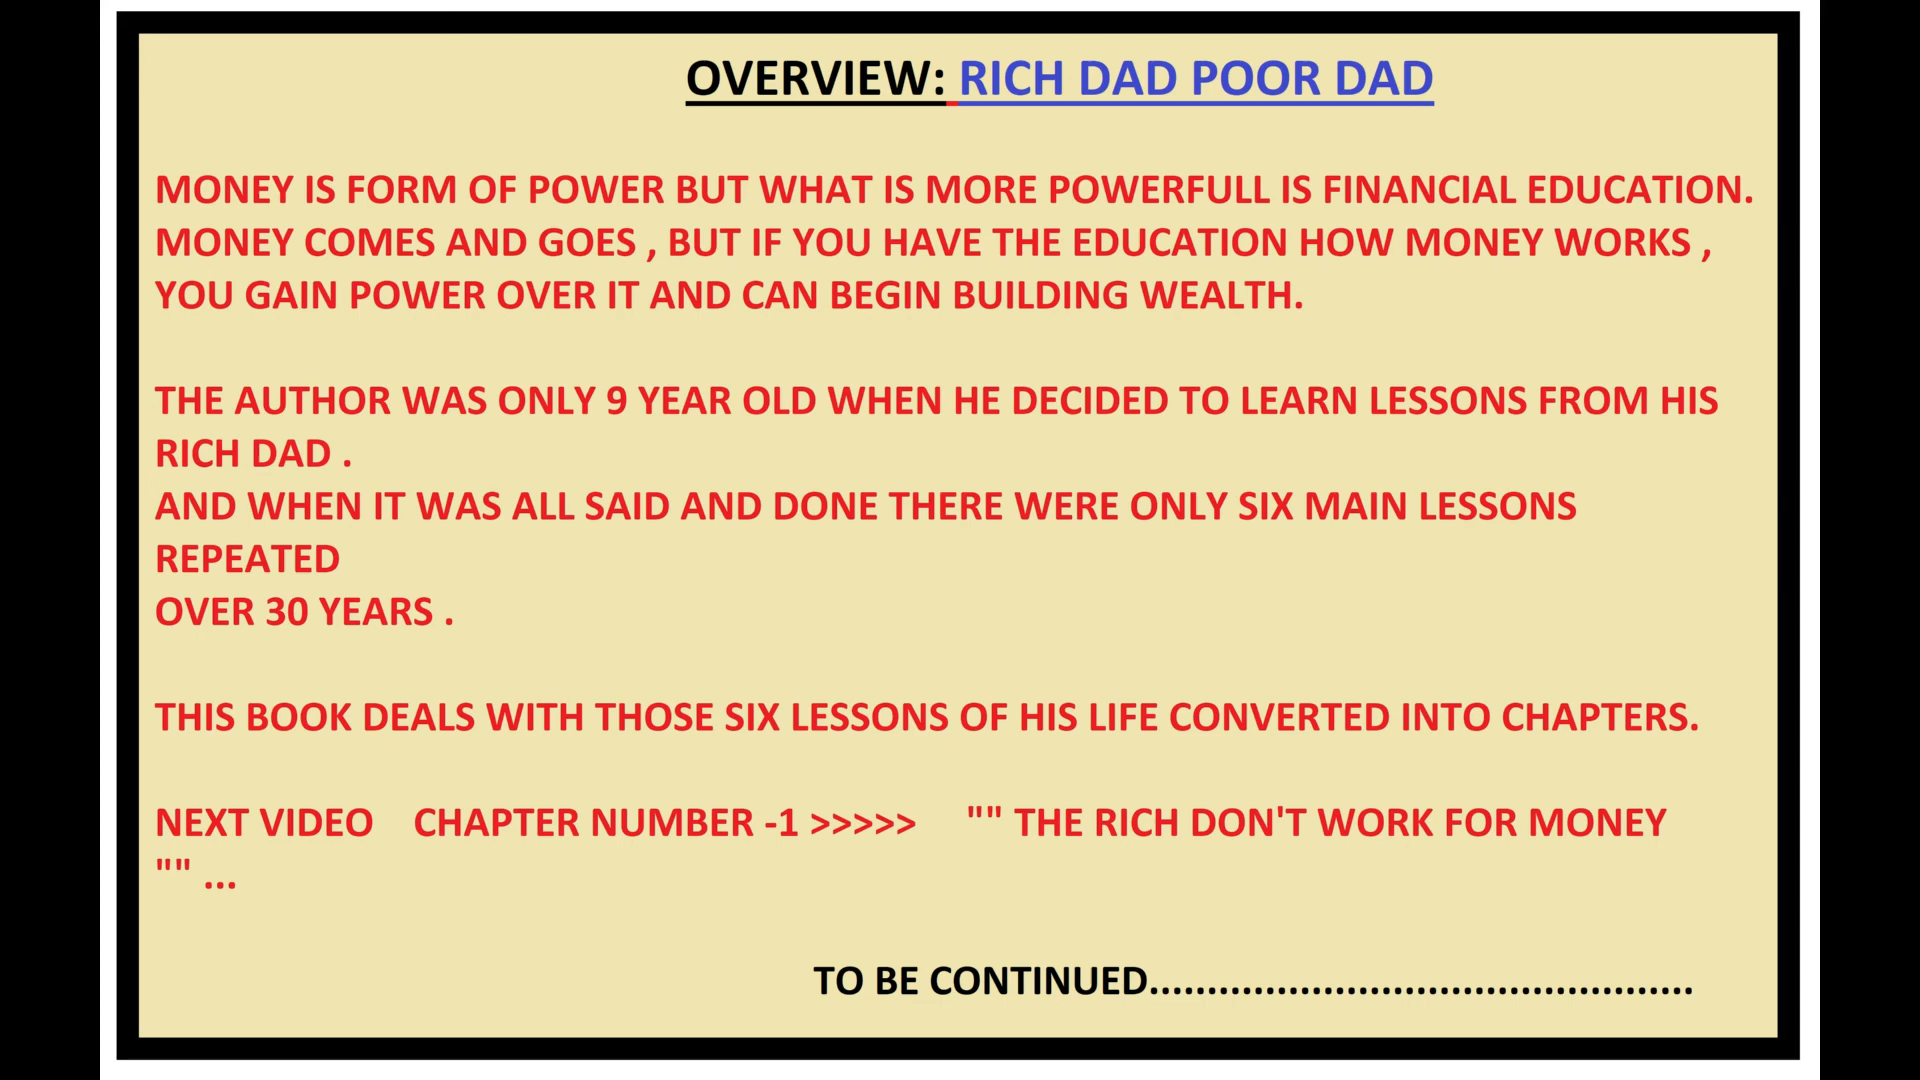 OVERVIEW: RICH DAD POOR DAD
MONEY IS FORM OF POWER BUT WHAT IS MORE POWERFULL IS FINANCIAL EDUCATION.
MONEY COMES AND GOES , BUT IF YOU HAVE THE EDUCATION HOW MONEY WORKS ,
YOU GAIN POWER OVER IT AND CAN BEGIN BUILDING WEALTH.
THE AUTHOR WAS ONLY 9 YEAR OLD WHEN HE DECIDED TO LEARN LESSONS FROM HIS
RICH DAD .
AND WHEN IT WAS ALL SAID AND DONE THERE WERE ONLY SIX MAIN LESSONS
REPEATED
OVER 30 YEARS .
THIS BOOK DEALS WITH THOSE SIX LESSONS OF HIS LIFE CONVERTED INTO CHAPTERS.
NEXT VIDEO    CHAPTER NUMBER -1 >>>>>     "" THE RICH DON'T WORK FOR MONEY
"" ...
TO BE CONTINUED...............................................